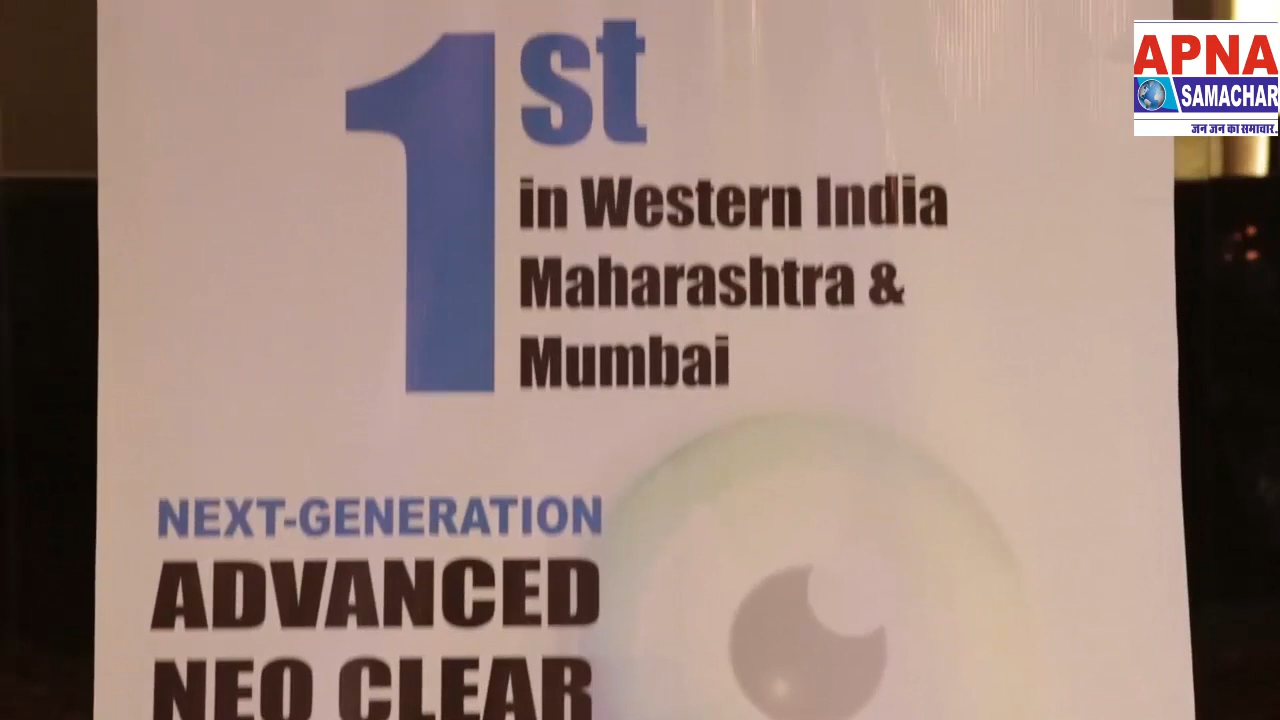 1st
in Western India
Maharashtra &
Mumbai
NEXT-GENERATION
ADVANCED
NEO CLEAR
APNA
SAMACHAR
जन जन का समाचार.